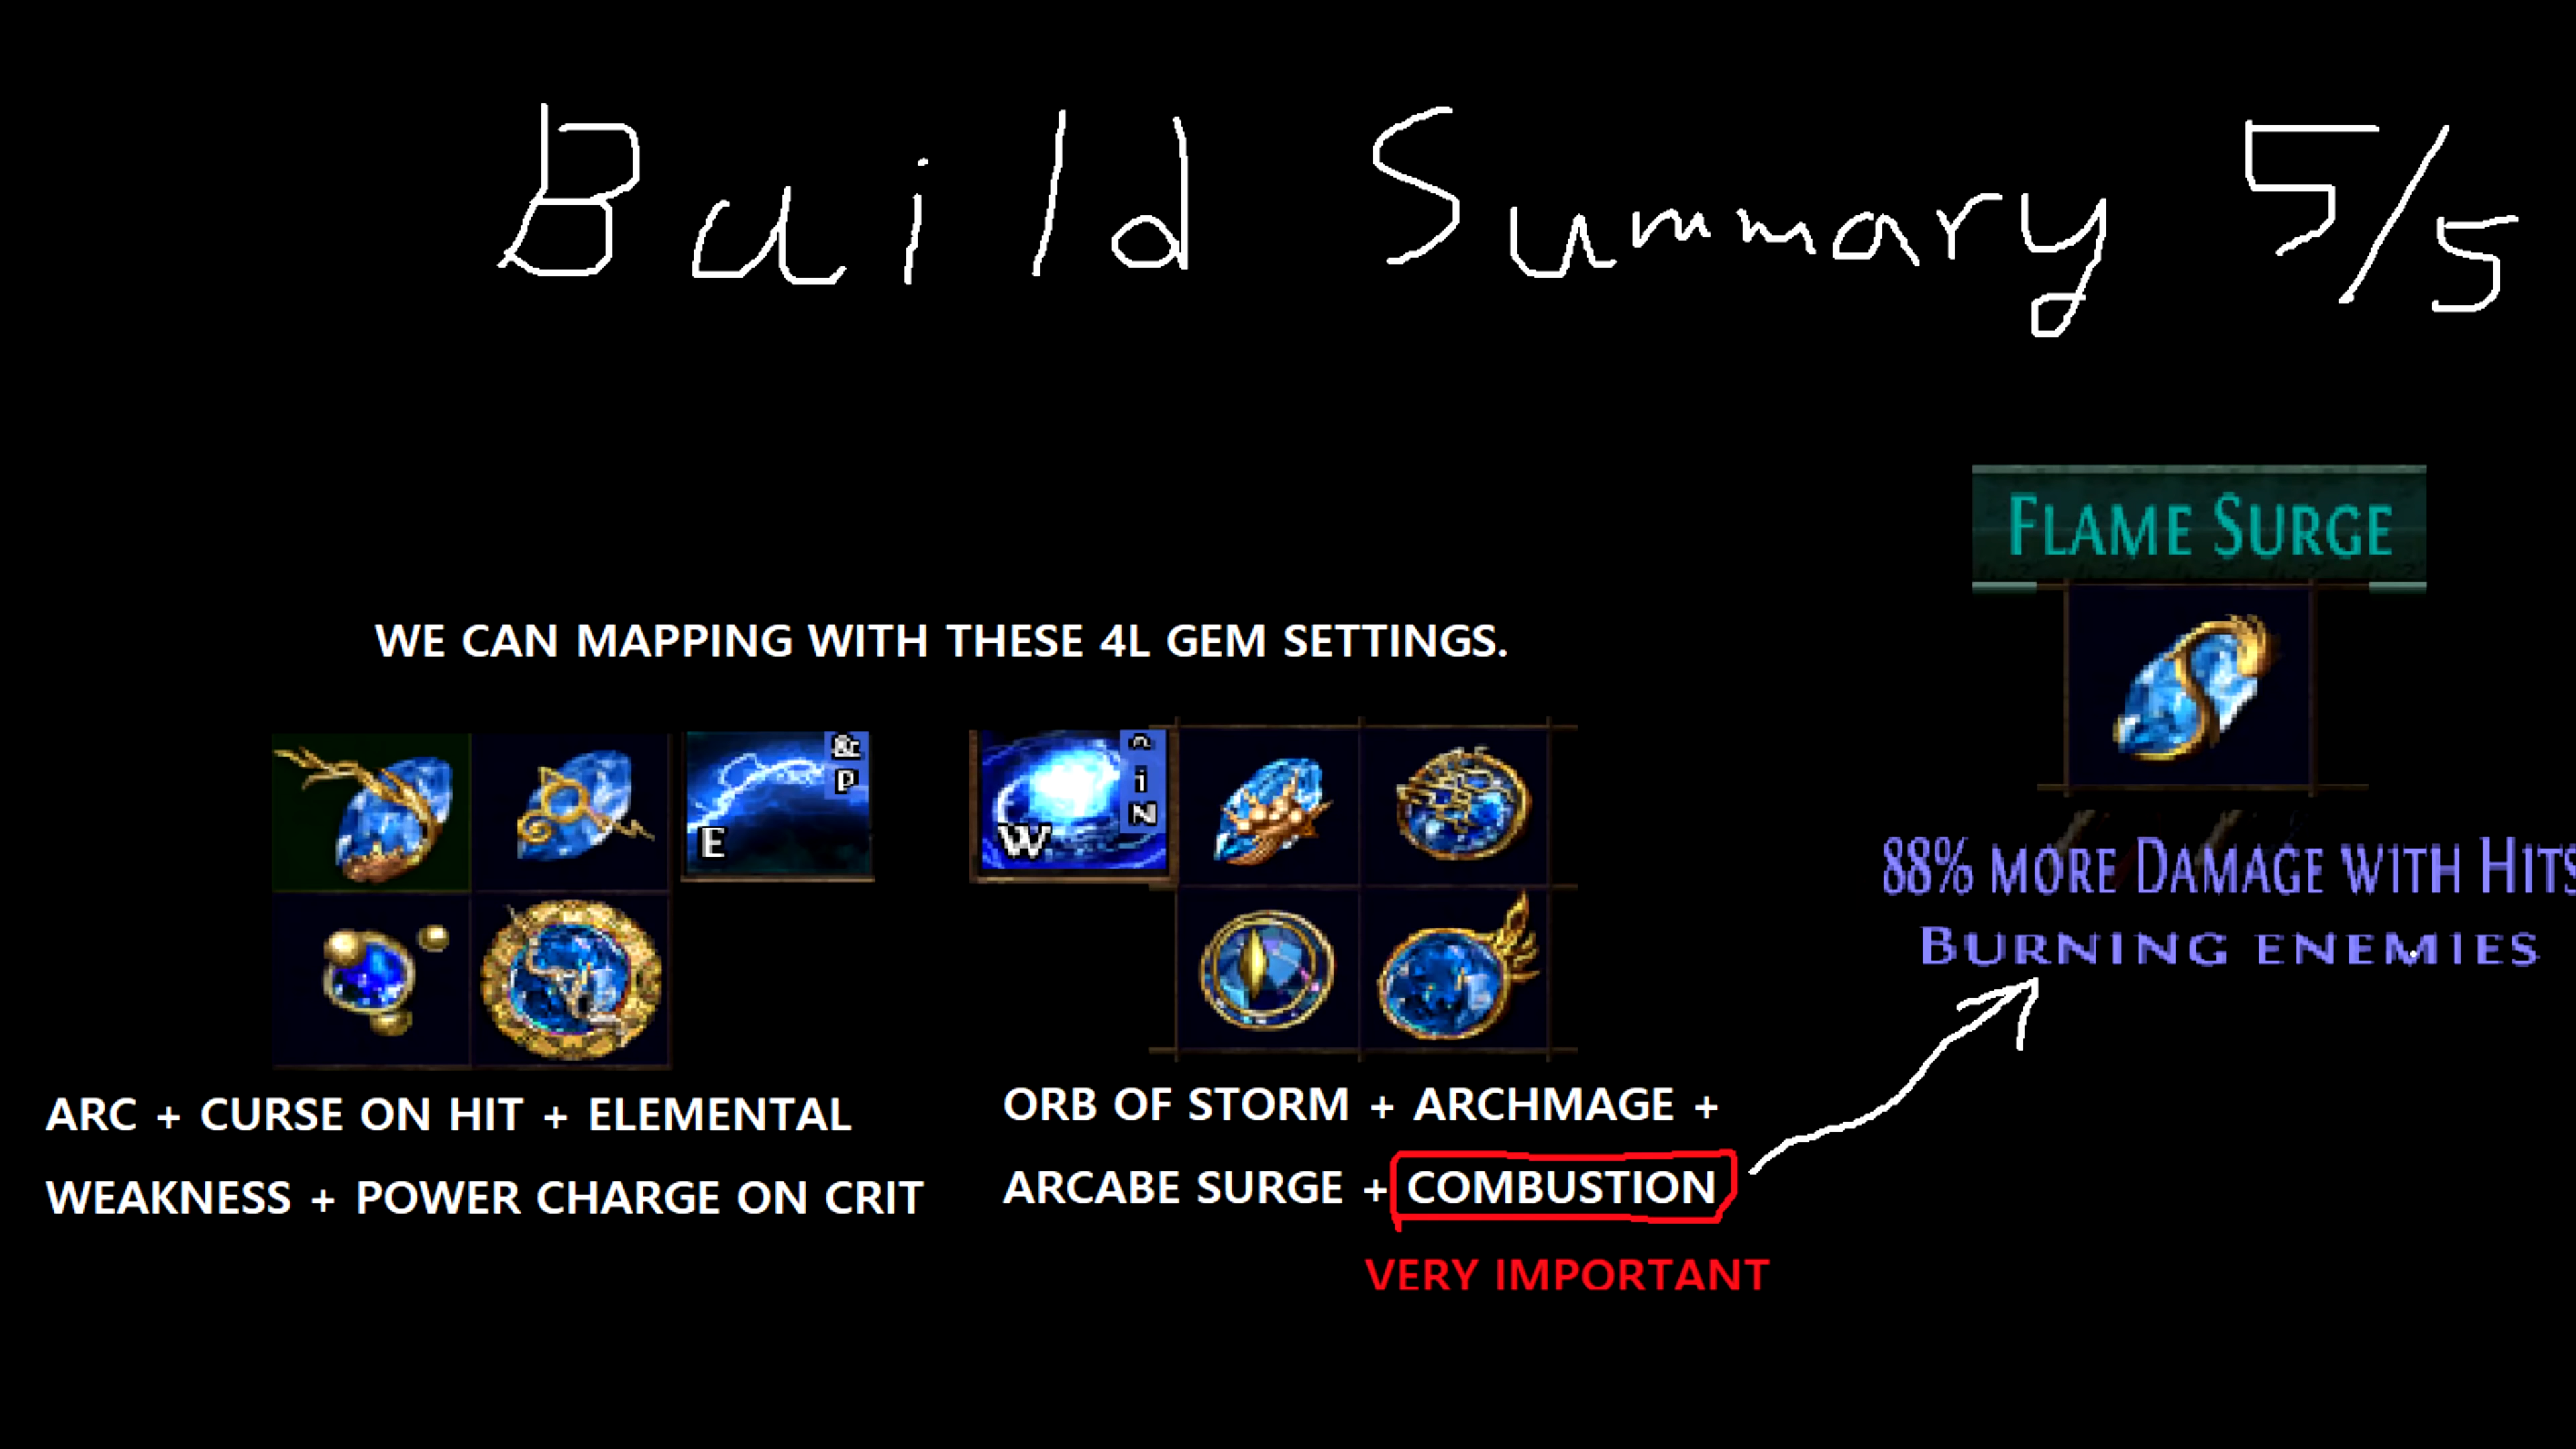 Build Summary 5/5
FLAME SURGE
WE CAN MAPPING WITH THESE 4L GEM SETTINGS.
&
P
E
W
i
N
88% MORE DAMAGE WITH HITS
BURNING ENEMIES
ARC + CURSE ON HIT + ELEMENTAL
WEAKNESS + POWER CHARGE ON CRIT
ORB OF STORM + ARCHMAGE +
ARCABE SURGE + COMBUSTION
VERY IMPORTANT